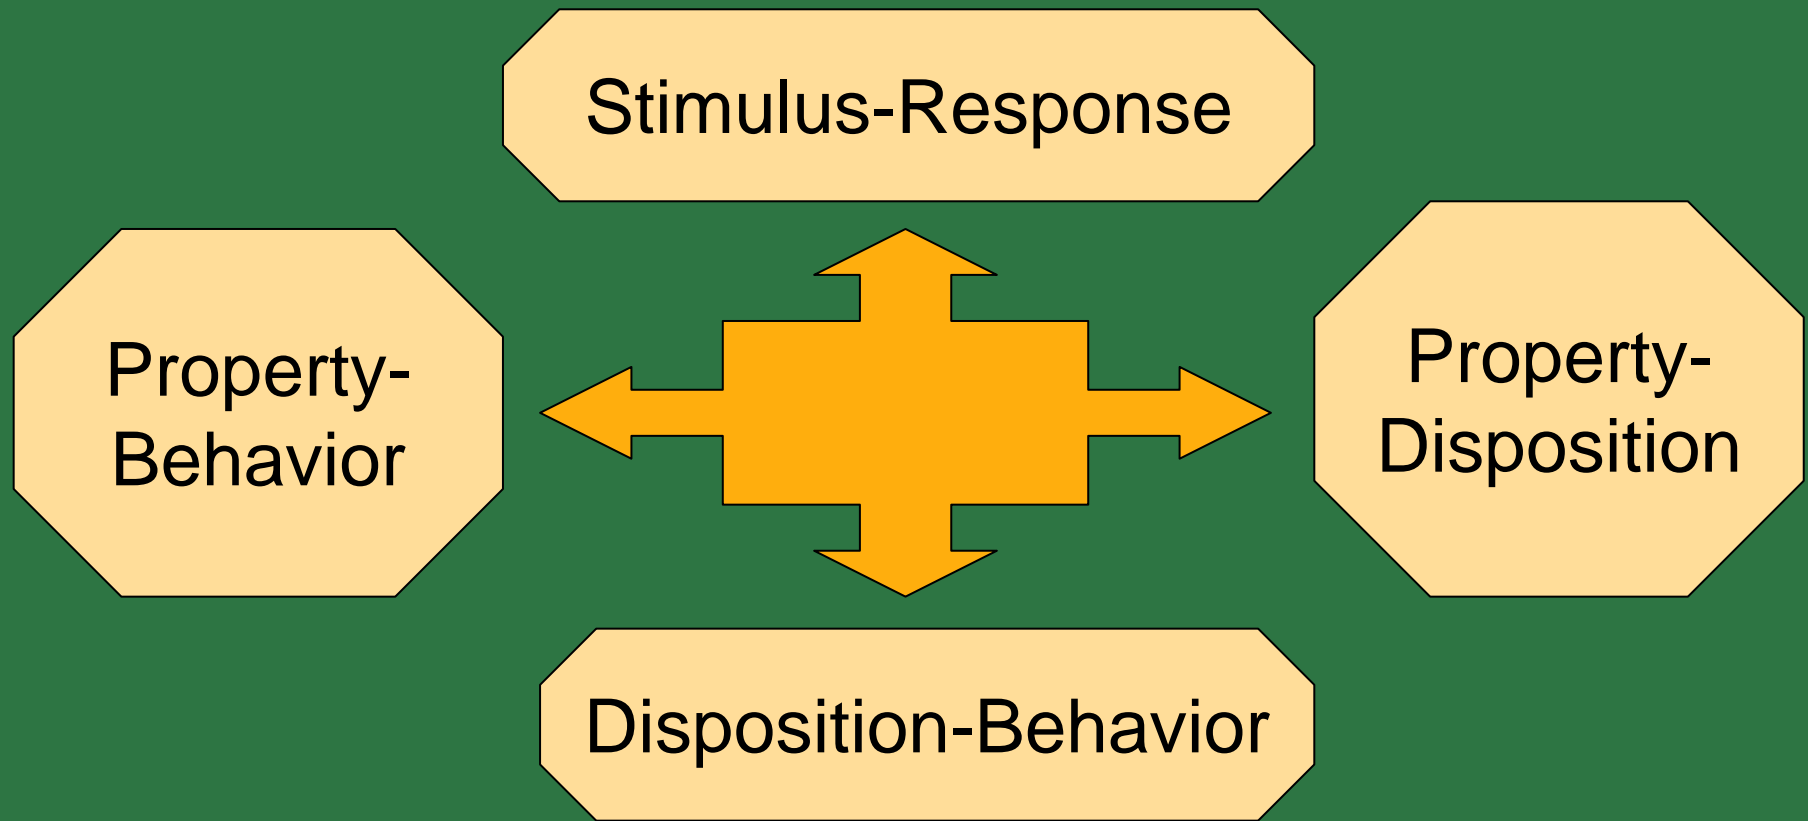 Stimulus-Response
Property-
Behavior
Property-
Disposition
Disposition-Behavior